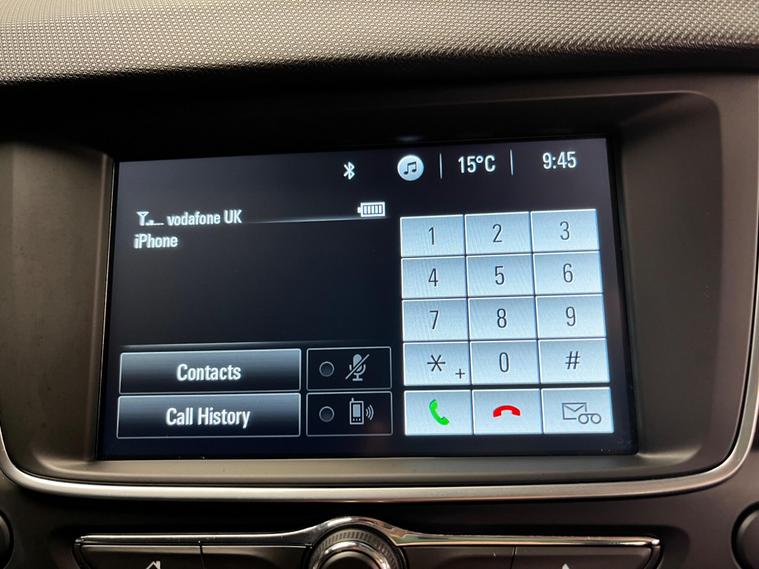 15°C 9:45
vodafone UK
iPhone
1 2 3
4 5 6
7 8 9
*+ 0 #
Contacts
Call History